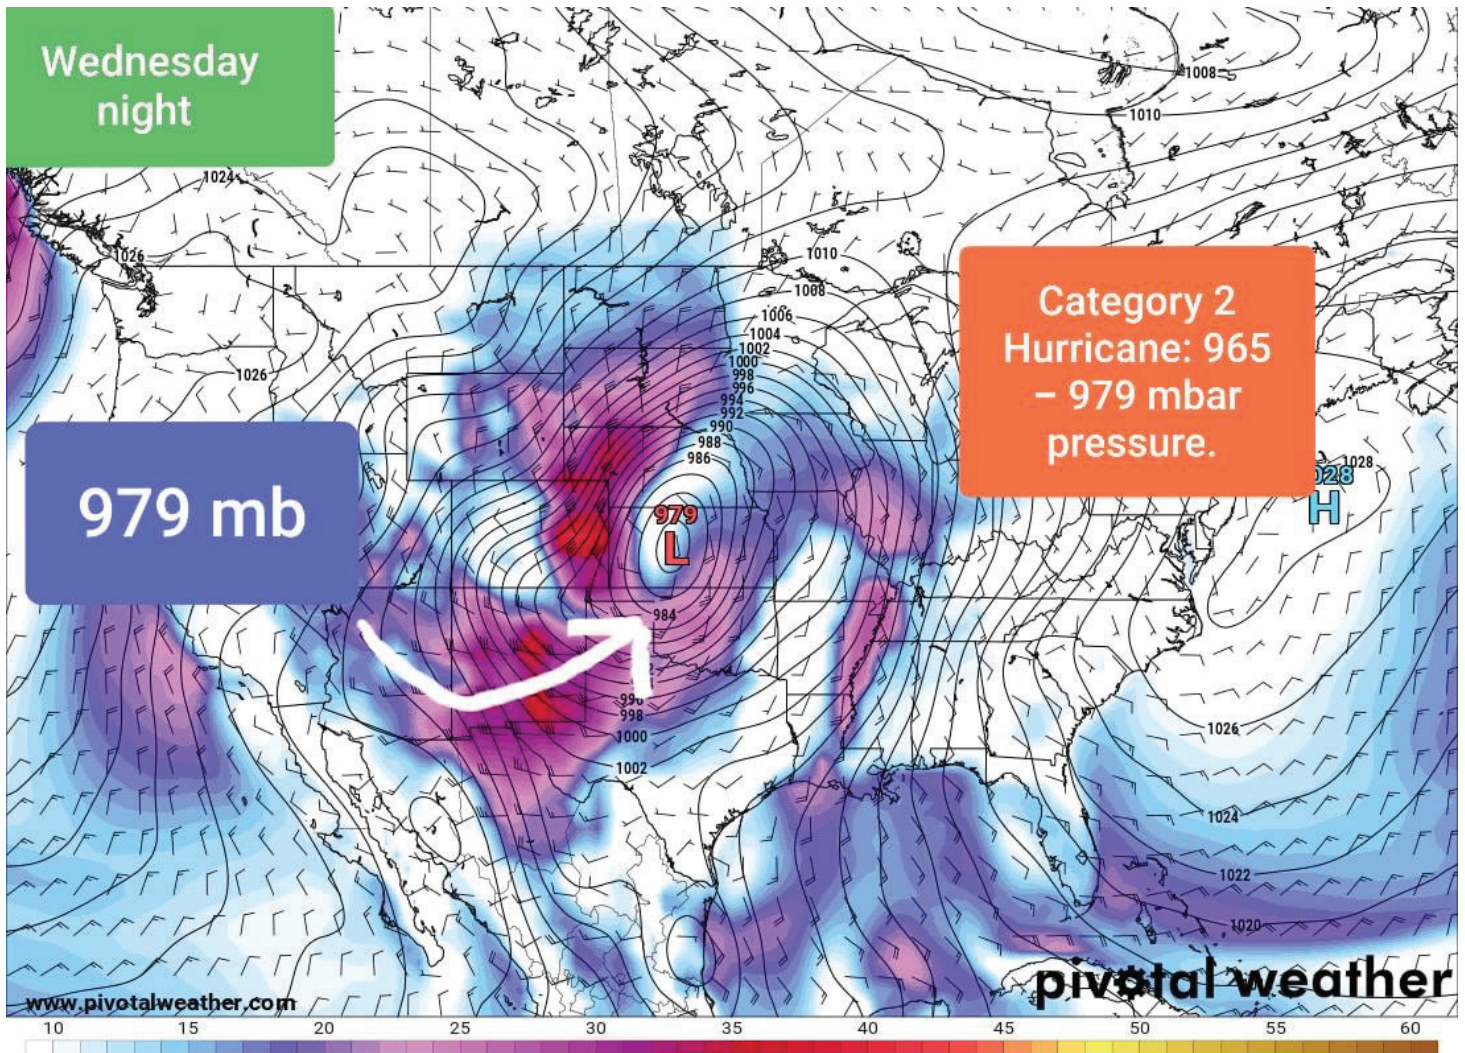 Wednesday
night
1008
1010
1024
1026
1010
1008
1006
1004
1002
1000
998
996
994
992
990
988
986
1026
Category 2
Hurricane: 965
– 979 mbar
pressure.
1028
H
979 mb
979
L
984
998
1000
1002
1026
1024
1022
1020
www.pivotalweather.com
pivotal weather
10 15 20 25 30 35 40 45 50 55 60